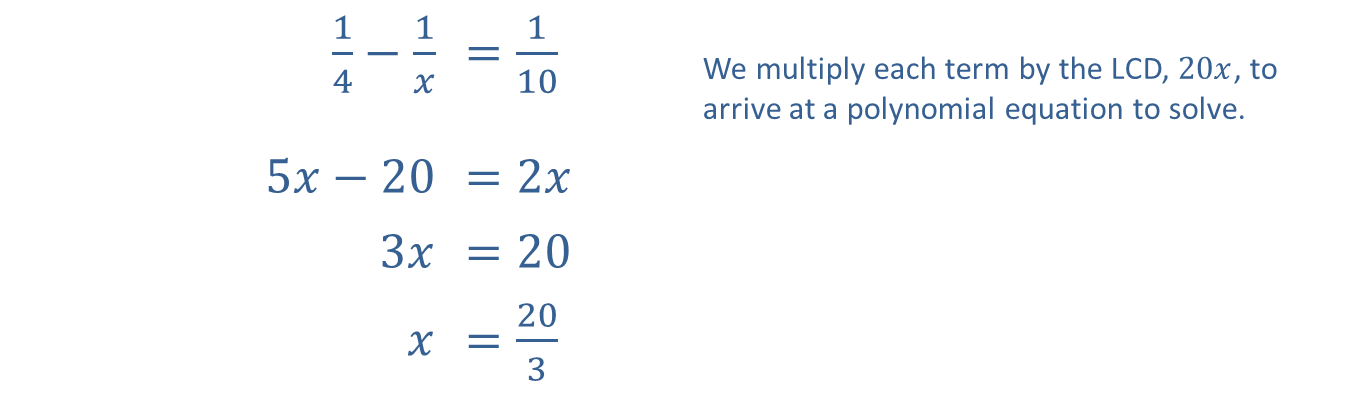 1/4 − 1/x = 1/10
We multiply each term by the LCD, 20x, to
arrive at a polynomial equation to solve.
5x − 20 = 2x
3x = 20
x = 20/3